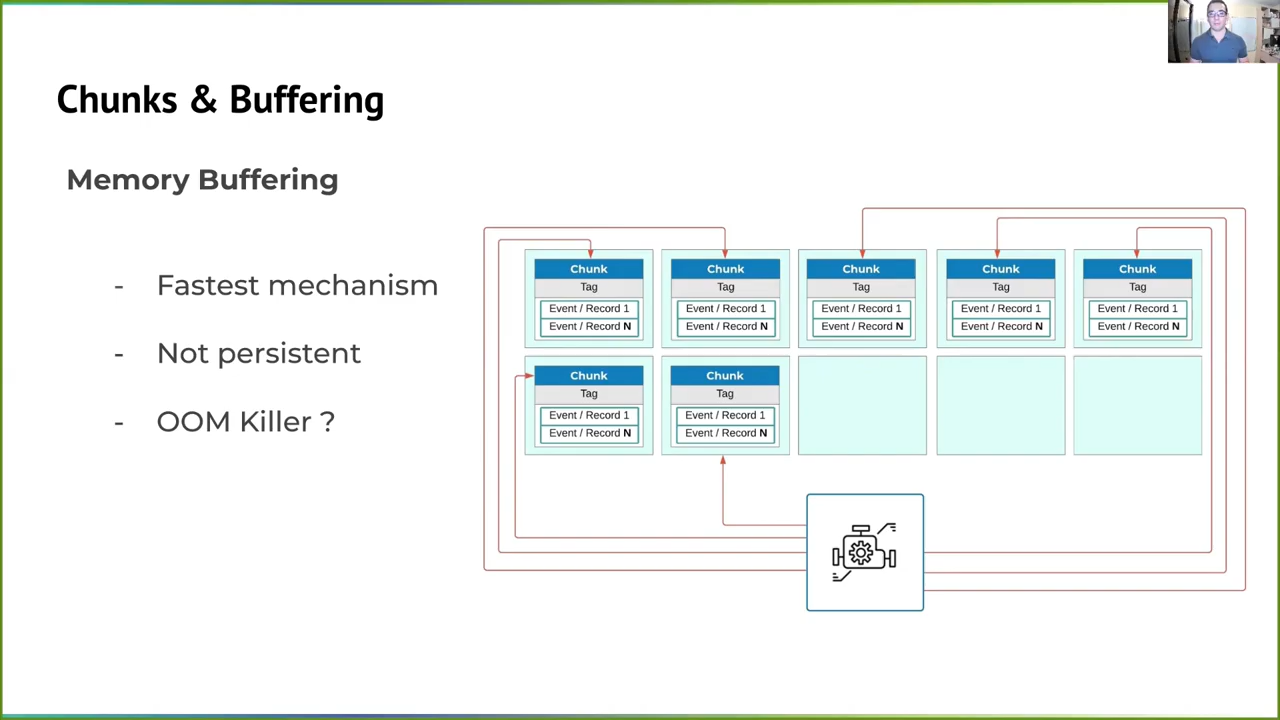 Chunks & Buffering
Memory Buffering
- Fastest mechanism
- Not persistent
- OOM Killer ?
Chunk
Tag
Event / Record 1
Event / Record N
Chunk
Tag
Event / Record 1
Event / Record N
Chunk
Tag
Event / Record 1
Event / Record N
Chunk
Tag
Event / Record 1
Event / Record N
Chunk
Tag
Event / Record 1
Event / Record N
Chunk
Tag
Event / Record 1
Event / Record N
Chunk
Tag
Event / Record 1
Event / Record N